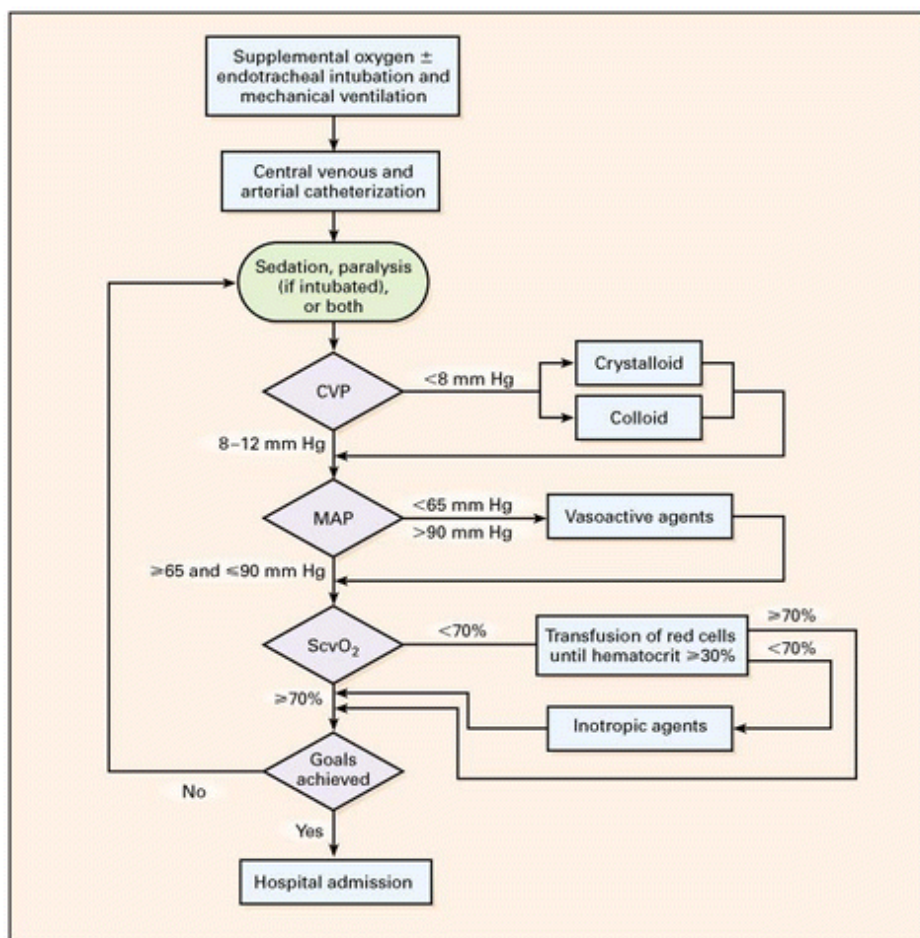 Supplemental oxygen ±
endotracheal intubation and
mechanical ventilation
Central venous and
arterial catheterization
Sedation, paralysis
(if intubated),
or both
CVP
<8 mm Hg
Crystalloid
Colloid
8–12 mm Hg
MAP
<65 mm Hg
>90 mm Hg
Vasoactive agents
⩾65 and ⩽90 mm Hg
ScvO₂
<70%
Transfusion of red cells
until hematocrit ⩾30%
⩾70%
<70%
⩾70%
Inotropic agents
Goals
achieved
No
Yes
Hospital admission